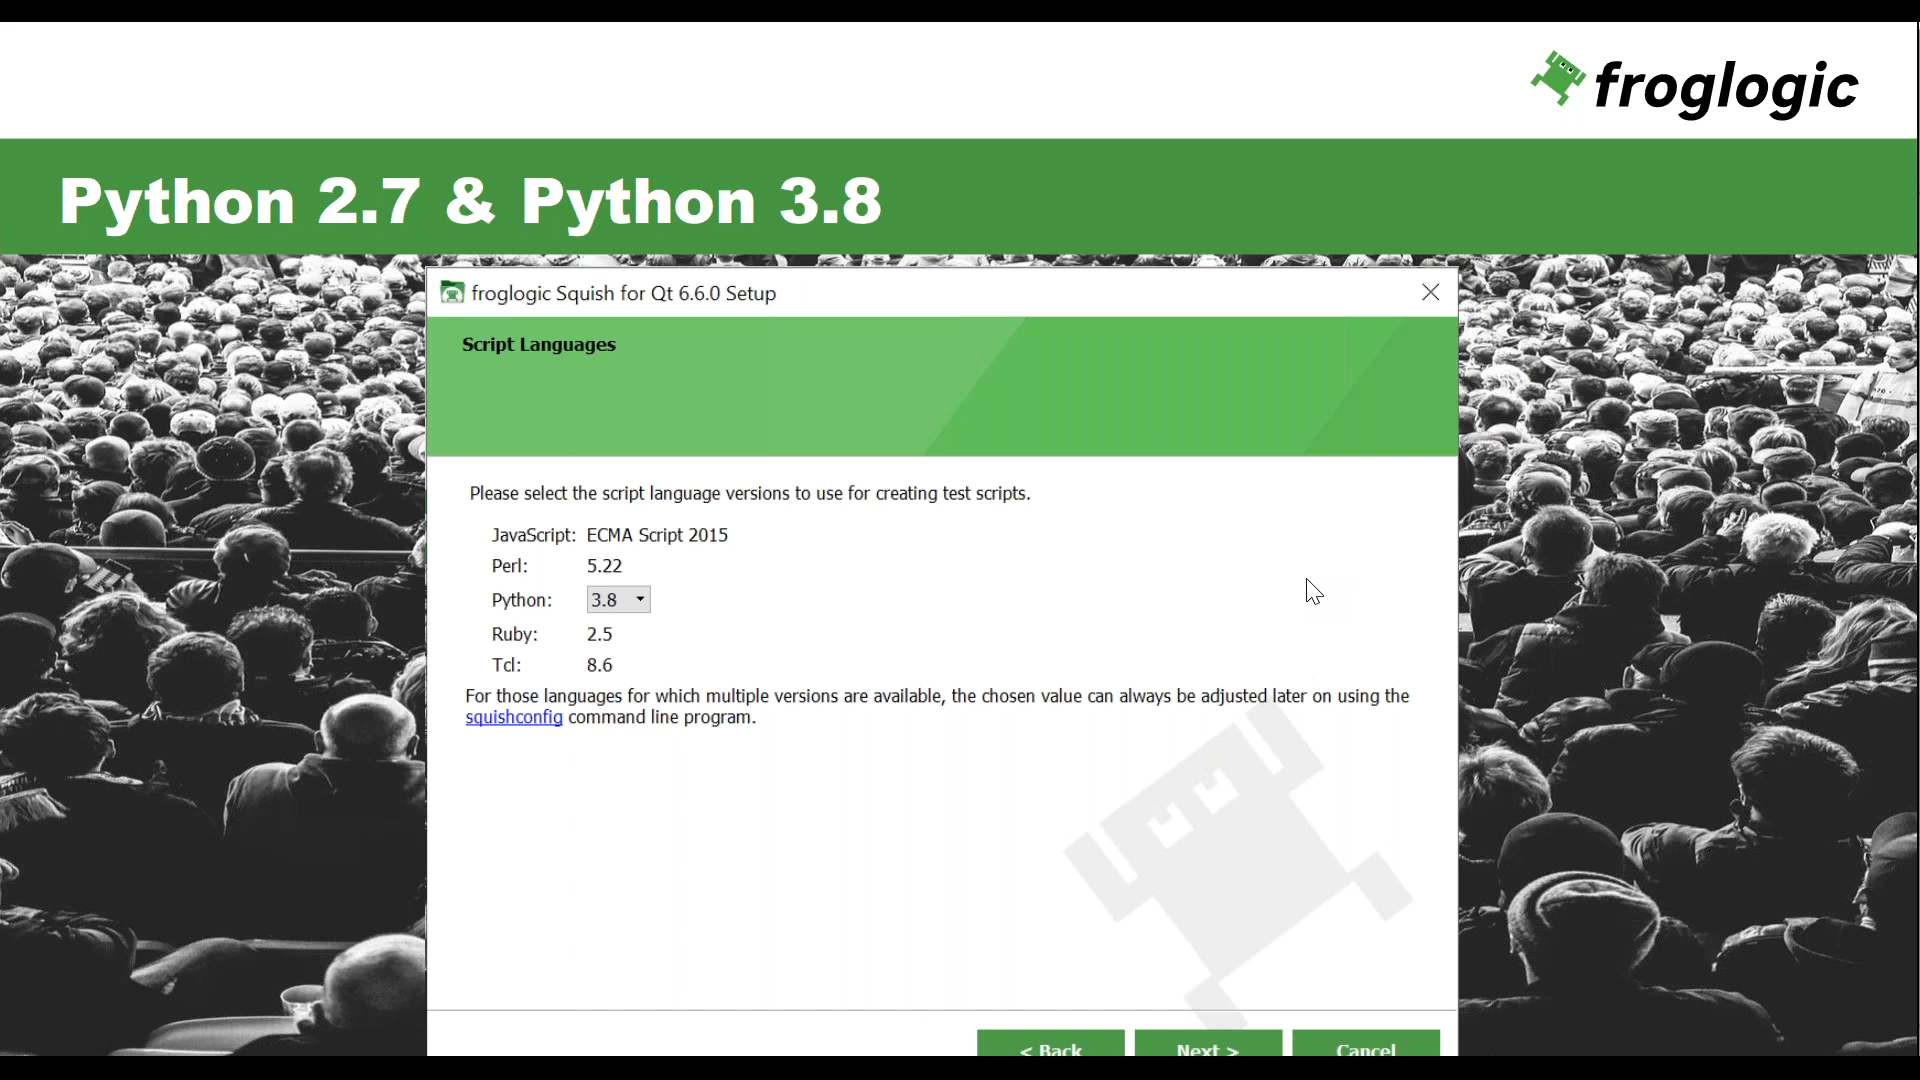 froglogic
Python 2.7 & Python 3.8
froglogic Squish for Qt 6.6.0 Setup
Script Languages
Please select the script language versions to use for creating test scripts.
JavaScript: ECMA Script 2015
Perl: 5.22
Python: 3.8
Ruby: 2.5
Tcl: 8.6
For those languages for which multiple versions are available, the chosen value can always be adjusted later on using the
squishconfig command line program.
< Back Next > Cancel